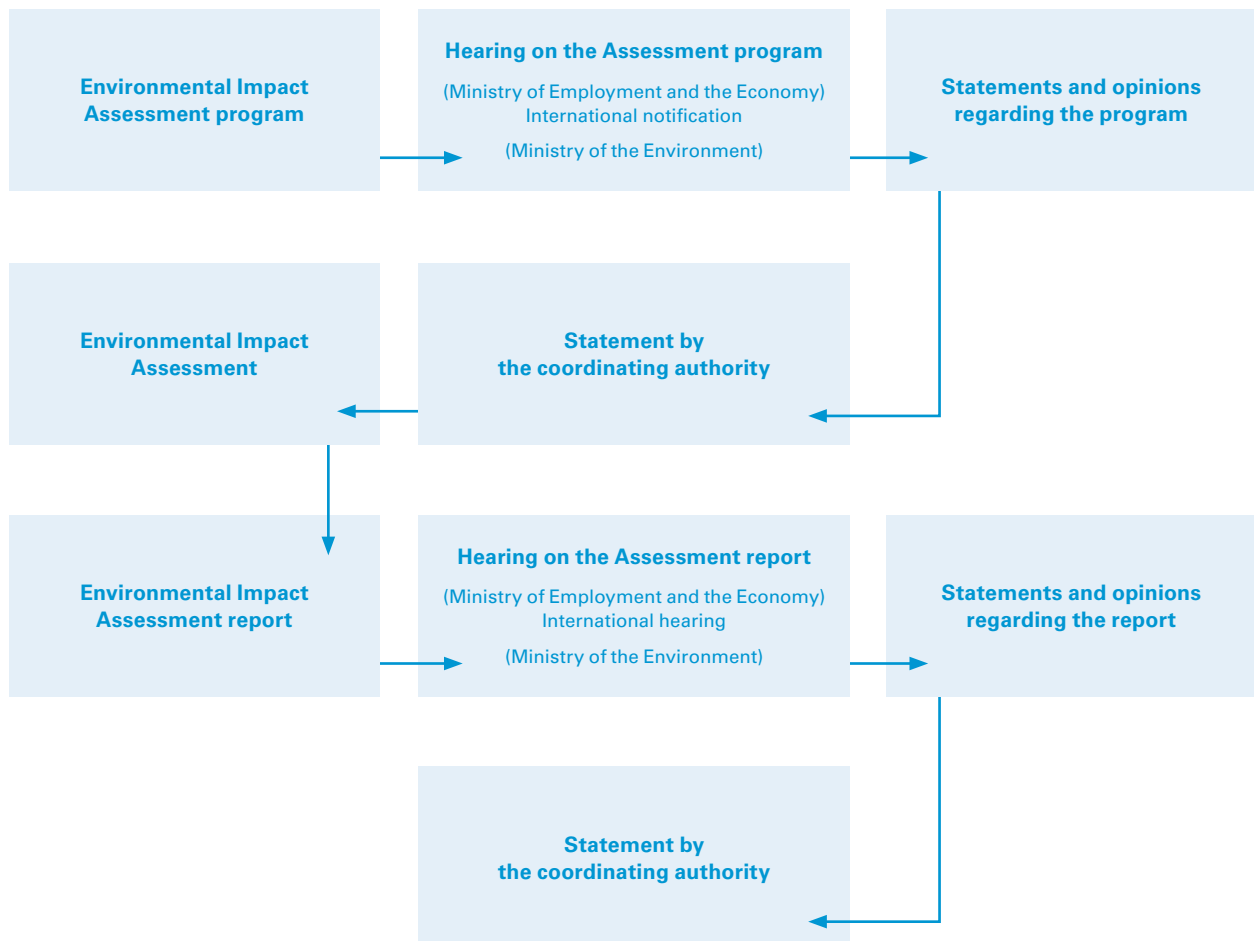 Environmental Impact
Assessment program
Hearing on the Assessment program
(Ministry of Employment and the Economy)
International notification
(Ministry of the Environment)
Statements and opinions
regarding the program
Environmental Impact
Assessment
Statement by
the coordinating authority
Environmental Impact
Assessment report
Hearing on the Assessment report
(Ministry of Employment and the Economy)
International hearing
(Ministry of the Environment)
Statements and opinions
regarding the report
Statement by
the coordinating authority